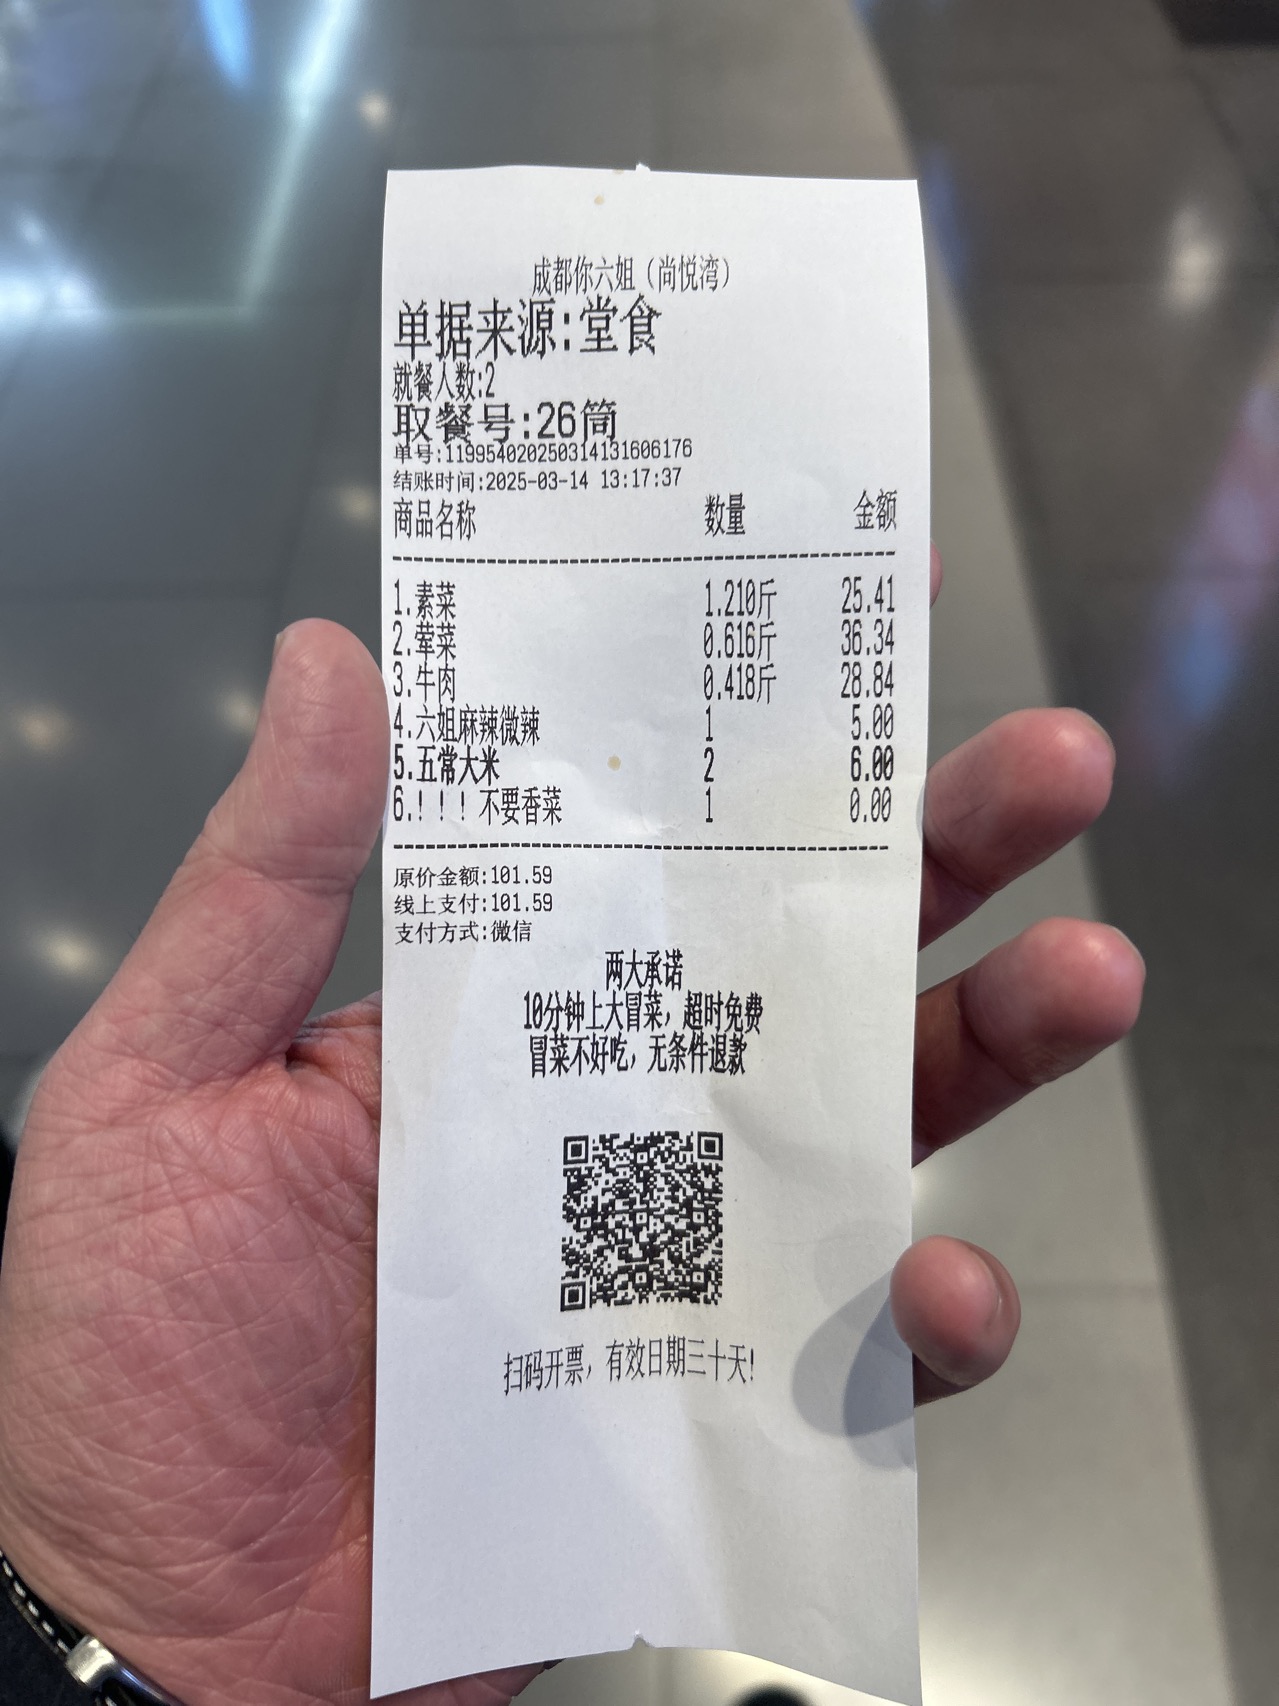 成都你六姐（尚悦湾）
单据来源:堂食
就餐人数:2
取餐号:26筒
单号:119954020250314131606176
结账时间:2025-03-14 13:17:37
商品名称 数量 金额
1.素菜 1.210斤 25.41
2.荤菜 0.616斤 36.34
3.牛肉 0.418斤 28.84
4.六姐麻辣微辣 1 5.00
5.五常大米 2 6.00
6.！！！不要香菜 1 0.00
原价金额:101.59
线上支付:101.59
支付方式:微信
两大承诺
10分钟上大冒菜，超时免费
冒菜不好吃，无条件退款
扫码开票，有效日期三十天!